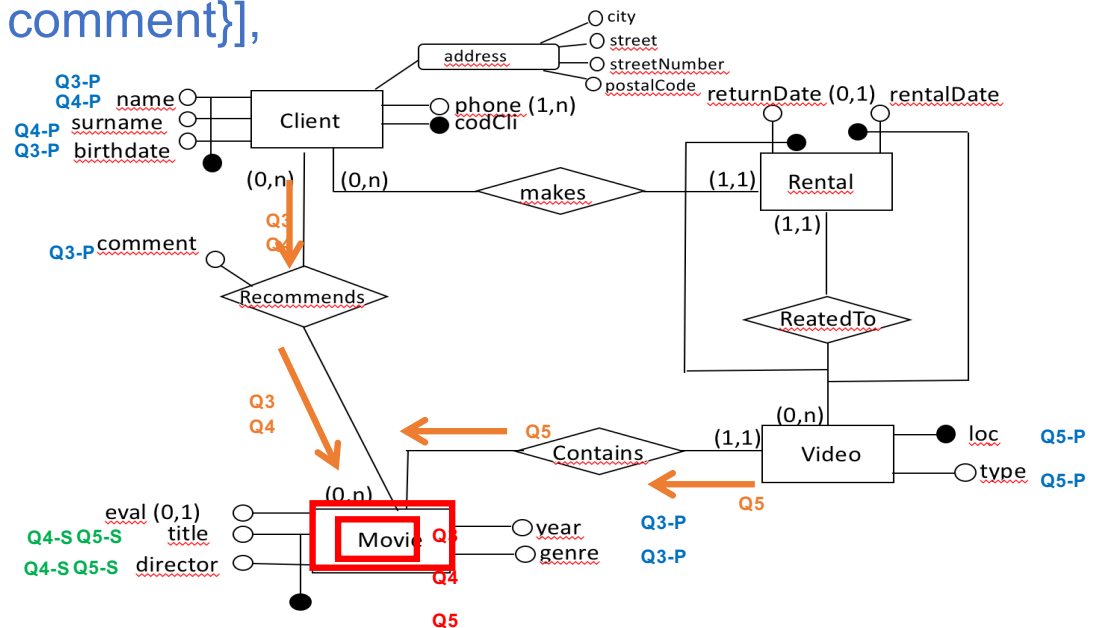 comment}],
city
address
street
streetNumber
postalCode
Q3-P
Q4-P name
Q4-P surname
Q3-P birthdate
Client
phone (1,n)
codCli
returnDate (0,1) rentalDate
(0,n) (0,n)
makes
(1,1)
Rental
(1,1)
Q3
Q4
Q3-P comment
Recommends
ReatedTo
Q3
Q4
Q5
Contains
(1,1)
(0,n)
Video
loc Q5-P
type Q5-P
Q5
(0,n)
eval (0,1)
Q4-S Q5-S title
Q4-S Q5-S director
Movie
Q3
Q4
Q5
year Q3-P
genre Q3-P